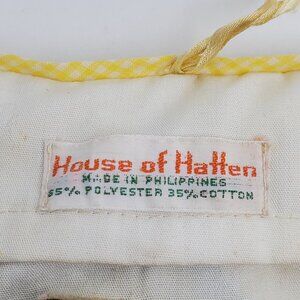 House of Hatten
MADE IN PHILIPPINES
65% POLYESTER 35% COTTON